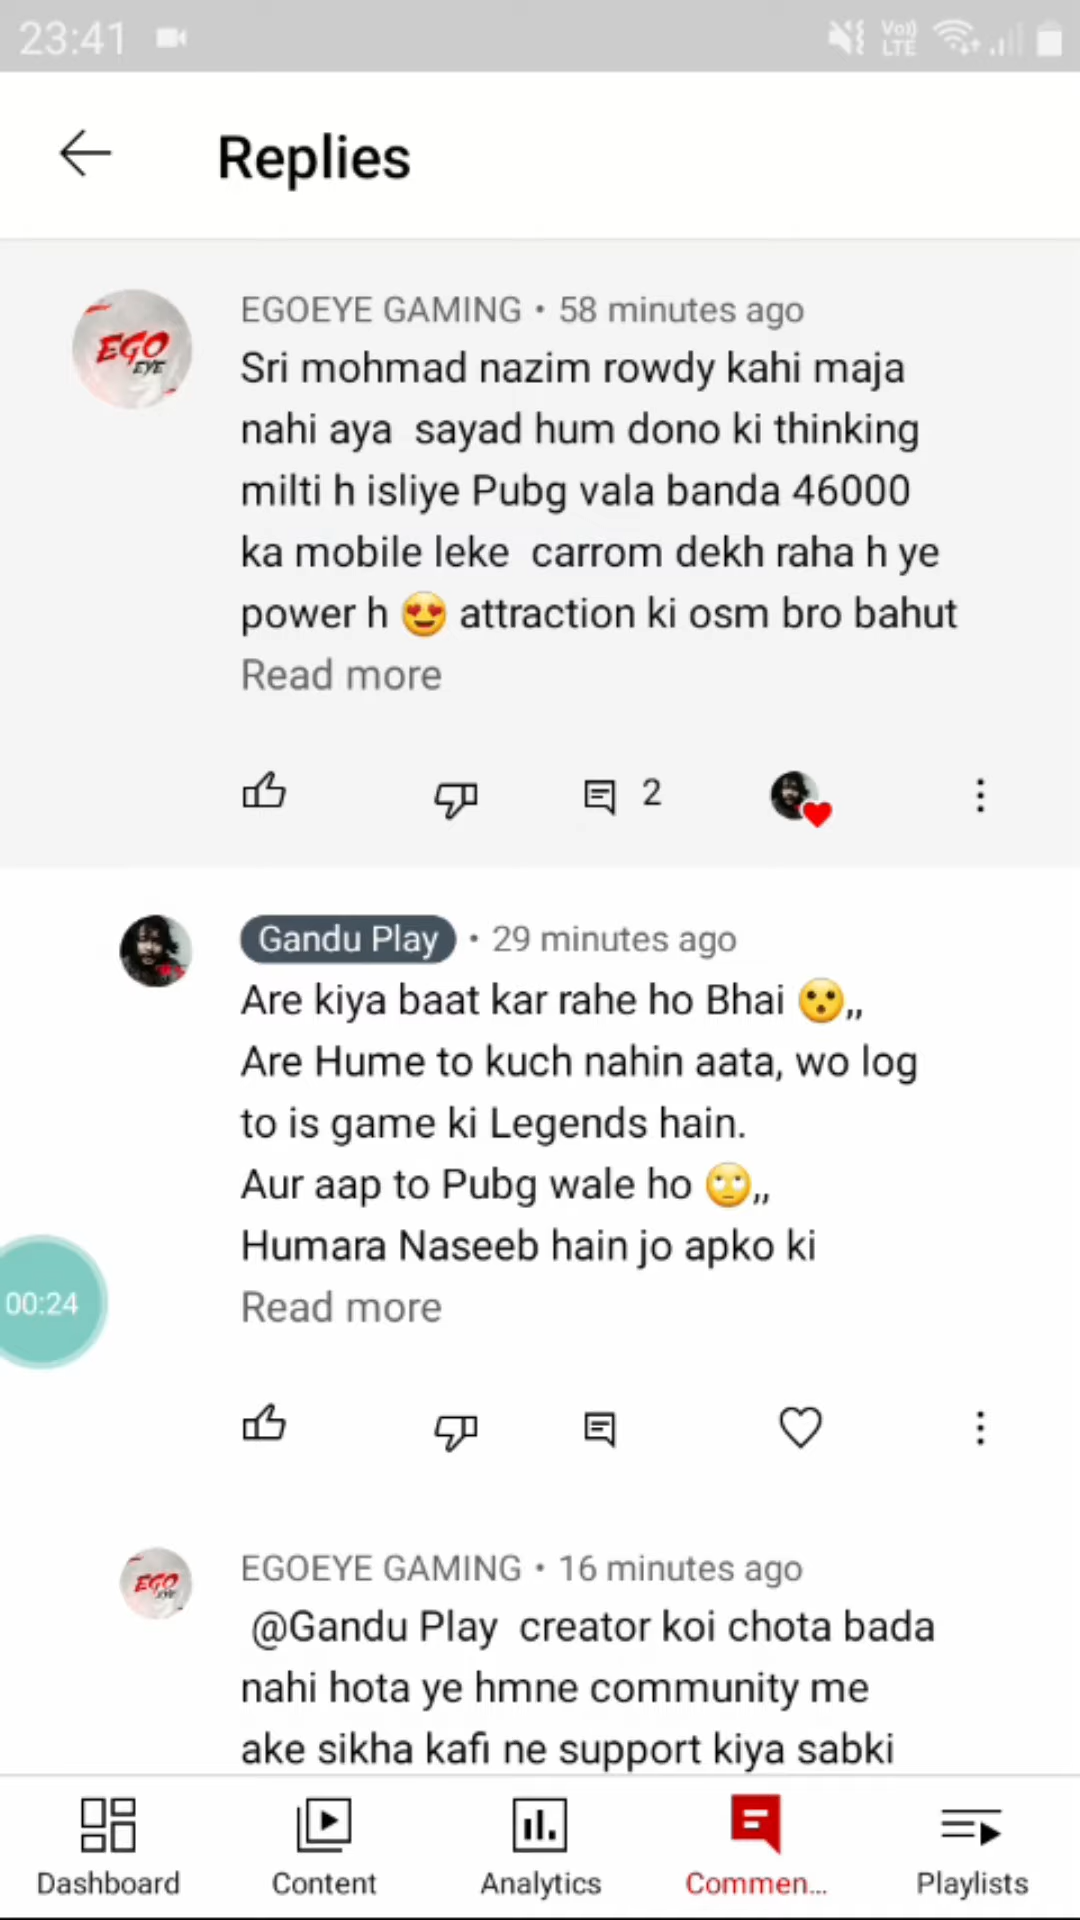 23:41 Vo)) LTE
Replies
EGO EYE
EGOEYE GAMING • 58 minutes ago
Sri mohmad nazim rowdy kahi maja
nahi aya sayad hum dono ki thinking
milti h isliye Pubg vala banda 46000
ka mobile leke carrom dekh raha h ye
power h 😍 attraction ki osm bro bahut
Read more
2
Gandu Play • 29 minutes ago
Are kiya baat kar rahe ho Bhai 😮,,
Are Hume to kuch nahin aata, wo log
to is game ki Legends hain.
Aur aap to Pubg wale ho 🙄,,
Humara Naseeb hain jo apko ki
00:24
Read more
EGO EYE
EGOEYE GAMING • 16 minutes ago
@Gandu Play creator koi chota bada
nahi hota ye hmne community me
ake sikha kafi ne support kiya sabki
Dashboard Content Analytics Commen... Playlists